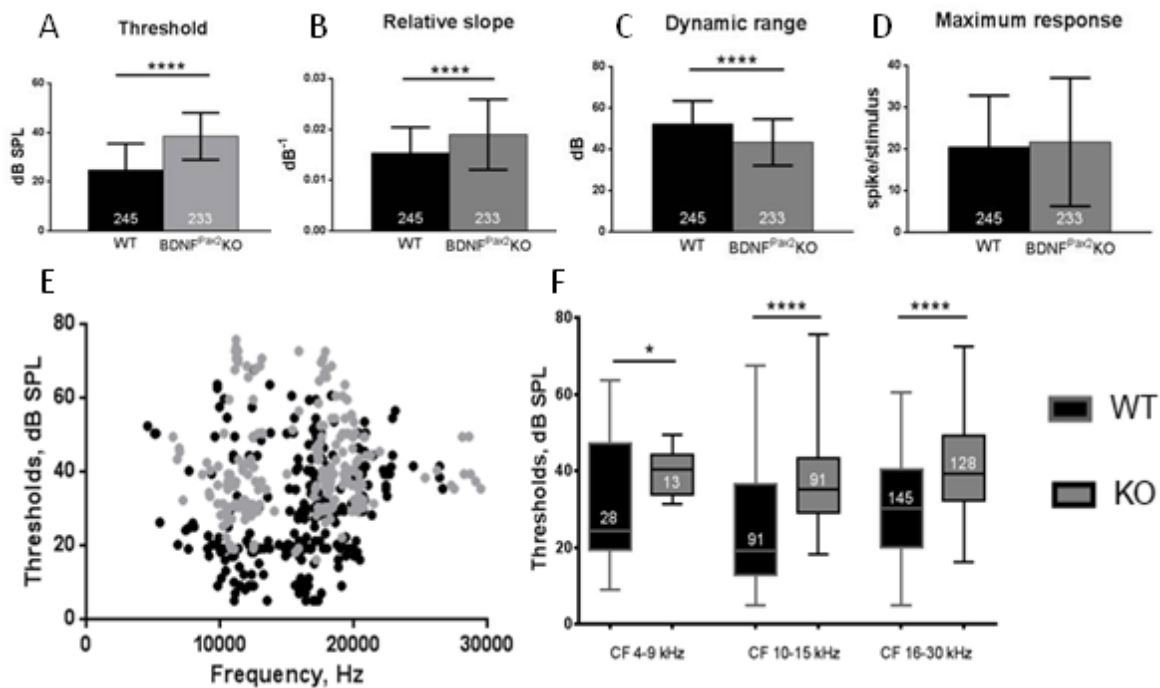 A Threshold
****
60
40
20
0
dB SPL
245 233
WT BDNF^Pax2KO
B Relative slope
****
0.03
0.02
0.01
0.00
dB-1
245 233
WT BDNF^Pax2KO
C Dynamic range
****
80
60
40
20
0
dB
245 233
WT BDNF^Pax2KO
D Maximum response
40
30
20
10
0
spike/stimulus
245 233
WT BDNF^Pax2KO
E
80
60
40
20
0
Thresholds, dB SPL
0 10000 20000 30000
Frequency, Hz
F
* **** ****
80
60
40
20
0
Thresholds, dB SPL
28 13 91 91 145 128
CF 4-9 kHz CF 10-15 kHz CF 16-30 kHz
WT
KO